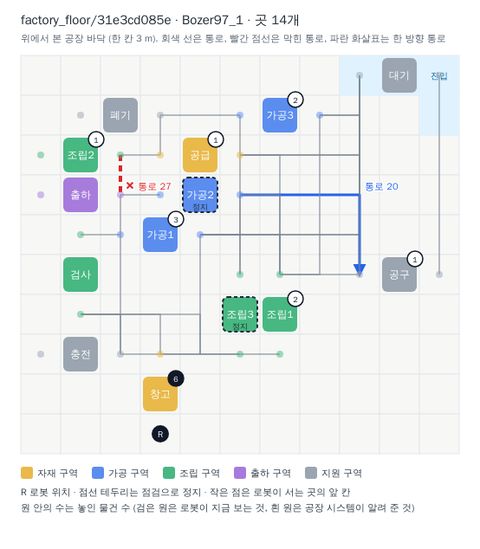 factory_floor/31e3cd085e · Bozer97_1 · 곳 14개
위에서 본 공장 바닥 (한 칸 3 m). 회색 선은 통로, 빨간 점선은 막힌 통로, 파란 화살표는 한 방향 통로
대기
폐기
가공3
2
조립2
1
공급
1
출하
✕ 통로 27
가공2
정지
통로 20
가공1
3
검사
공구
1
조립3
정지
조립1
2
충전
창고
6
R
자재 구역
가공 구역
조립 구역
출하 구역
지원 구역
R 로봇 위치 · 점선 테두리는 점검으로 정지 · 작은 점은 로봇이 서는 곳의 앞 칸
원 안의 수는 놓인 물건 수 (검은 원은 로봇이 지금 보는 것, 흰 원은 공장 시스템이 알려 준 것)